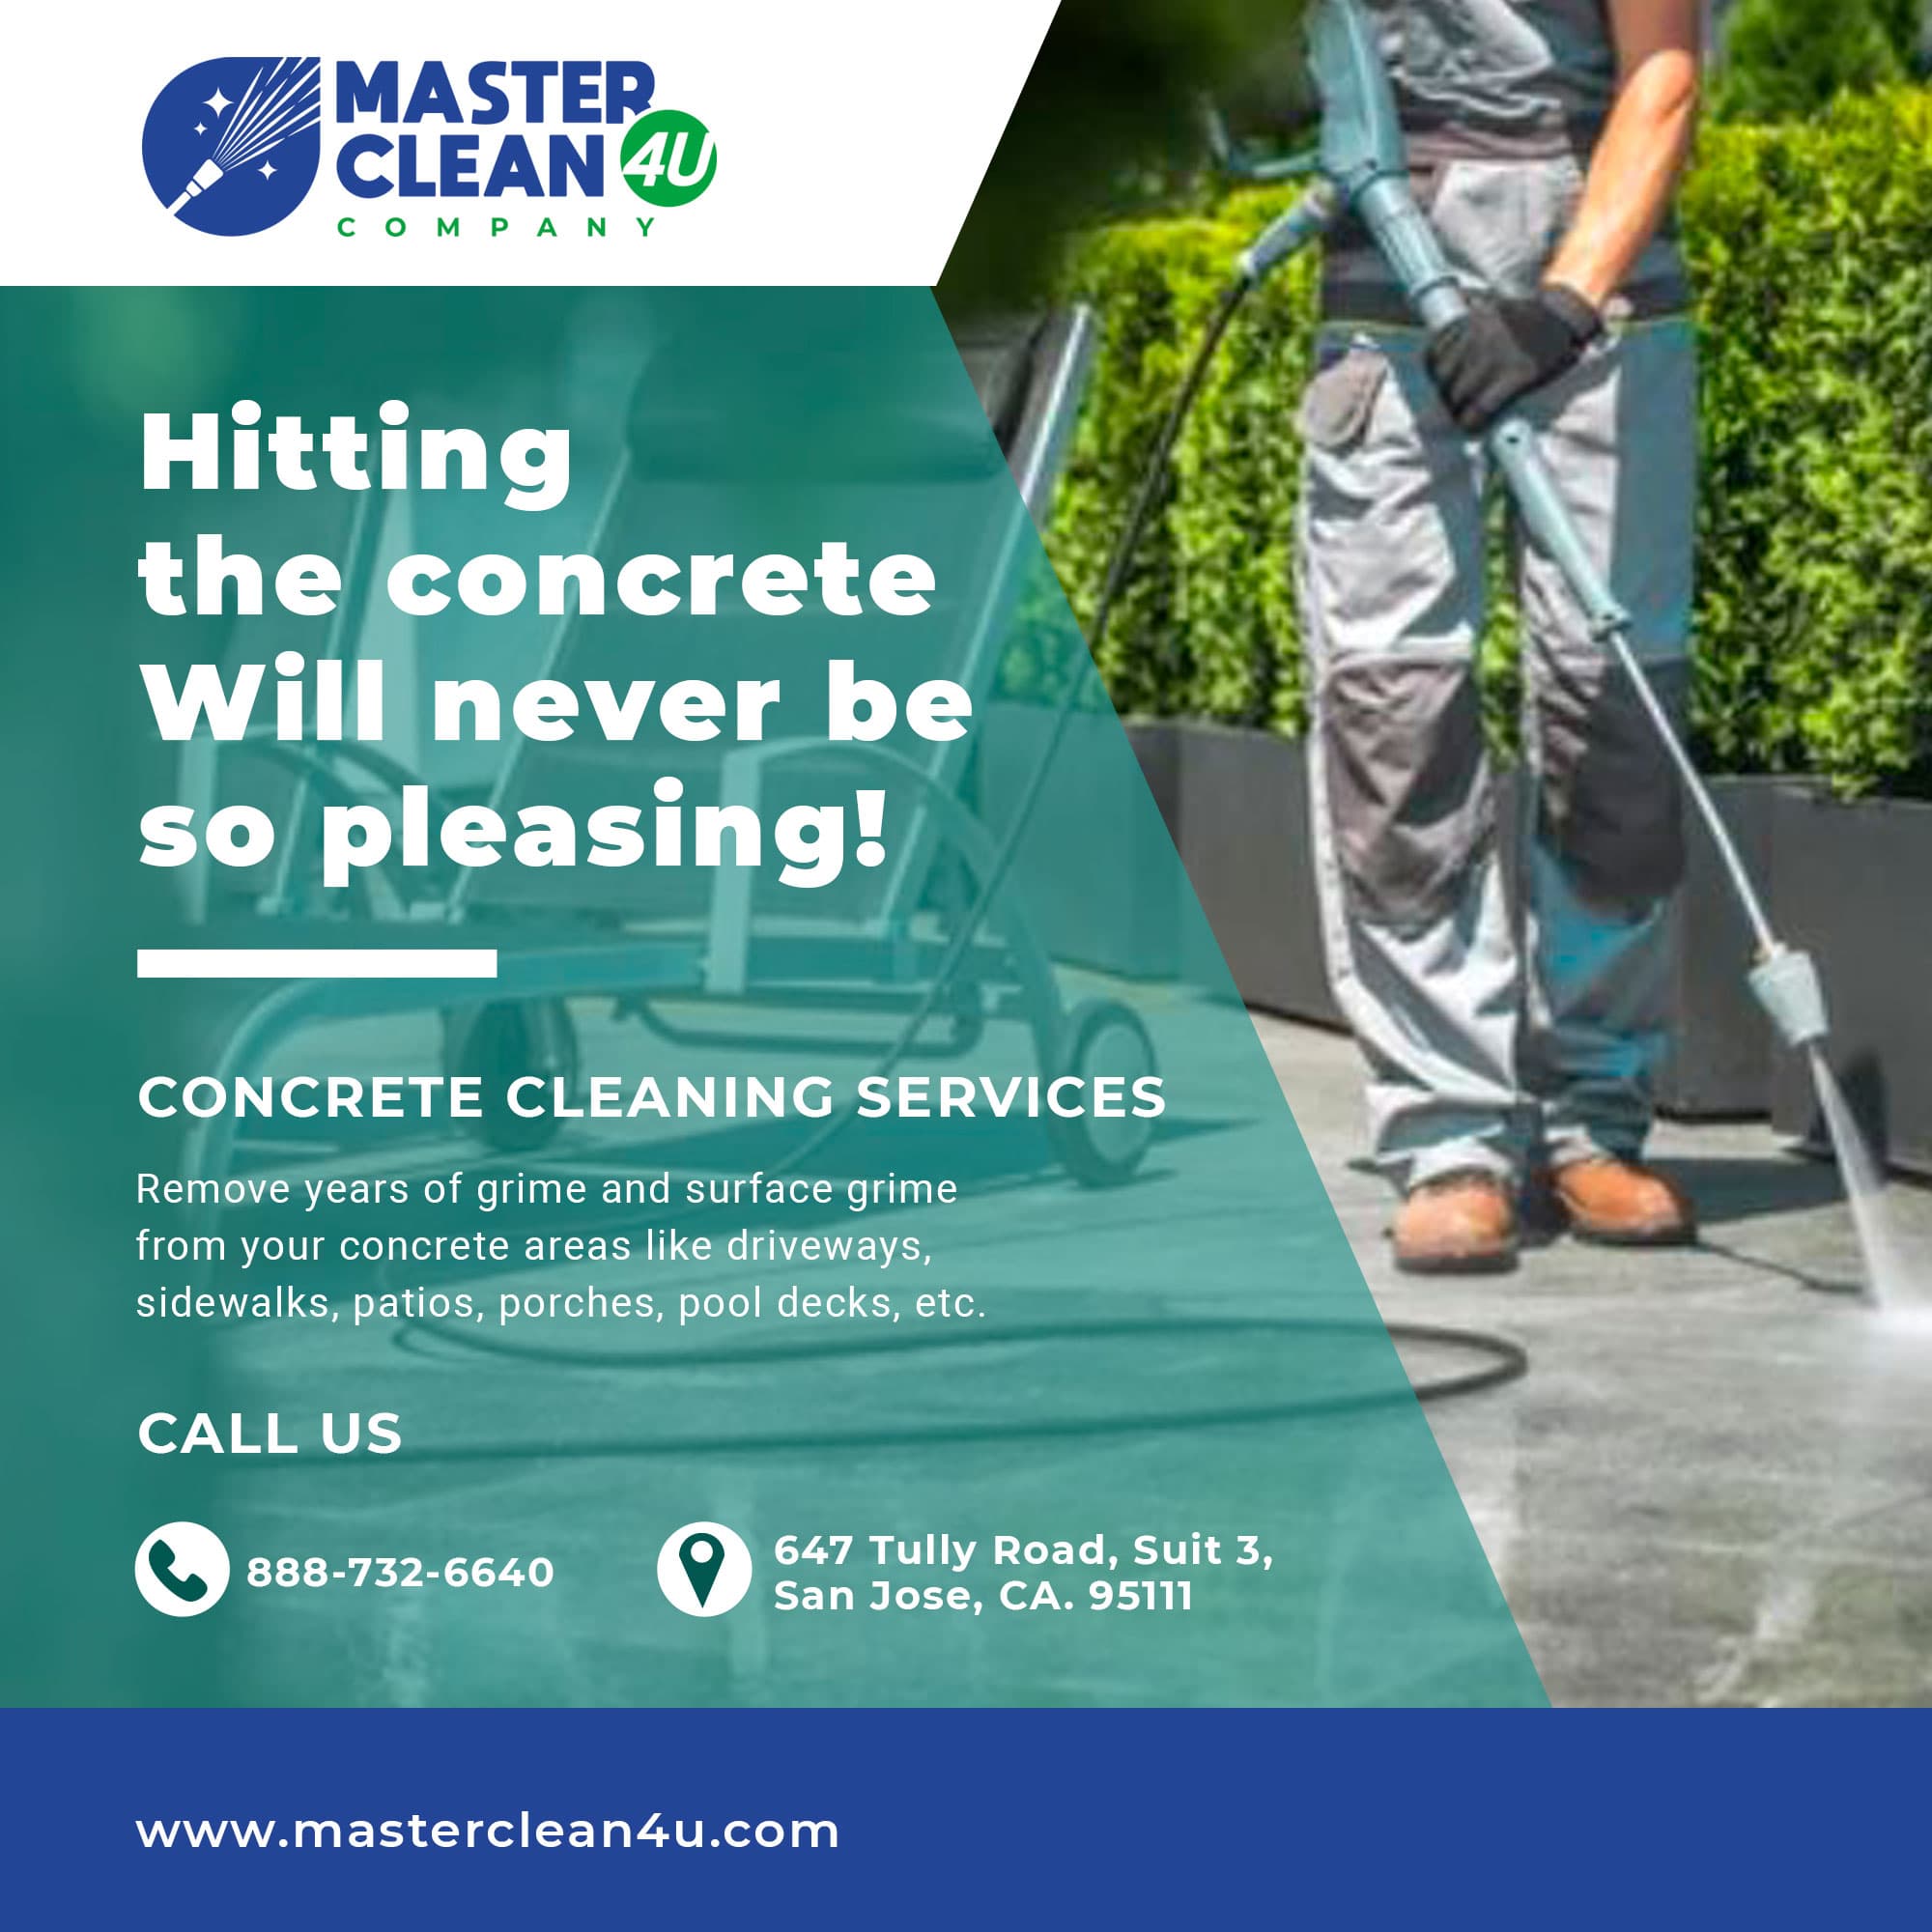 MASTER
CLEAN 4U
COMPANY
Hitting
the concrete
Will never be
so pleasing!
CONCRETE CLEANING SERVICES
Remove years of grime and surface grime
from your concrete areas like driveways,
sidewalks, patios, porches, pool decks, etc.
CALL US
888-732-6640
647 Tully Road, Suit 3,
San Jose, CA. 95111
www.masterclean4u.com